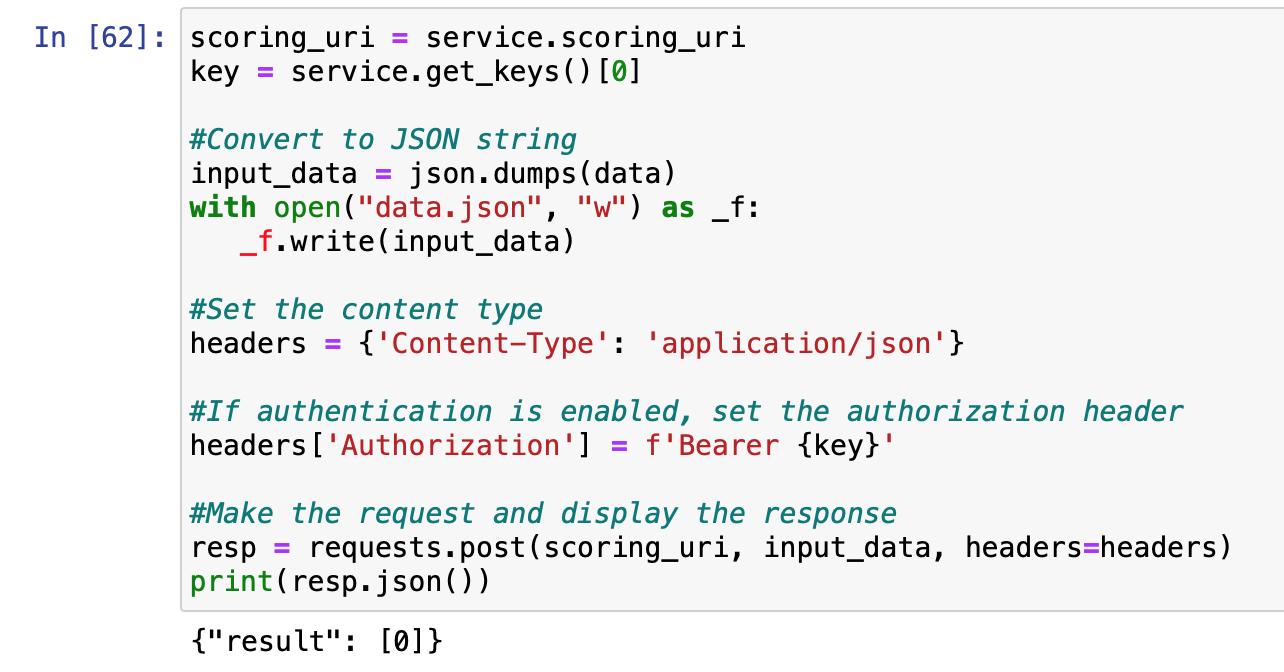 In [62]: scoring_uri = service.scoring_uri
key = service.get_keys()[0]
#Convert to JSON string
input_data = json.dumps(data)
with open("data.json", "w") as _f:
_f.write(input_data)
#Set the content type
headers = {'Content-Type': 'application/json'}
#If authentication is enabled, set the authorization header
headers['Authorization'] = f'Bearer {key}'
#Make the request and display the response
resp = requests.post(scoring_uri, input_data, headers=headers)
print(resp.json())
{"result": [0]}